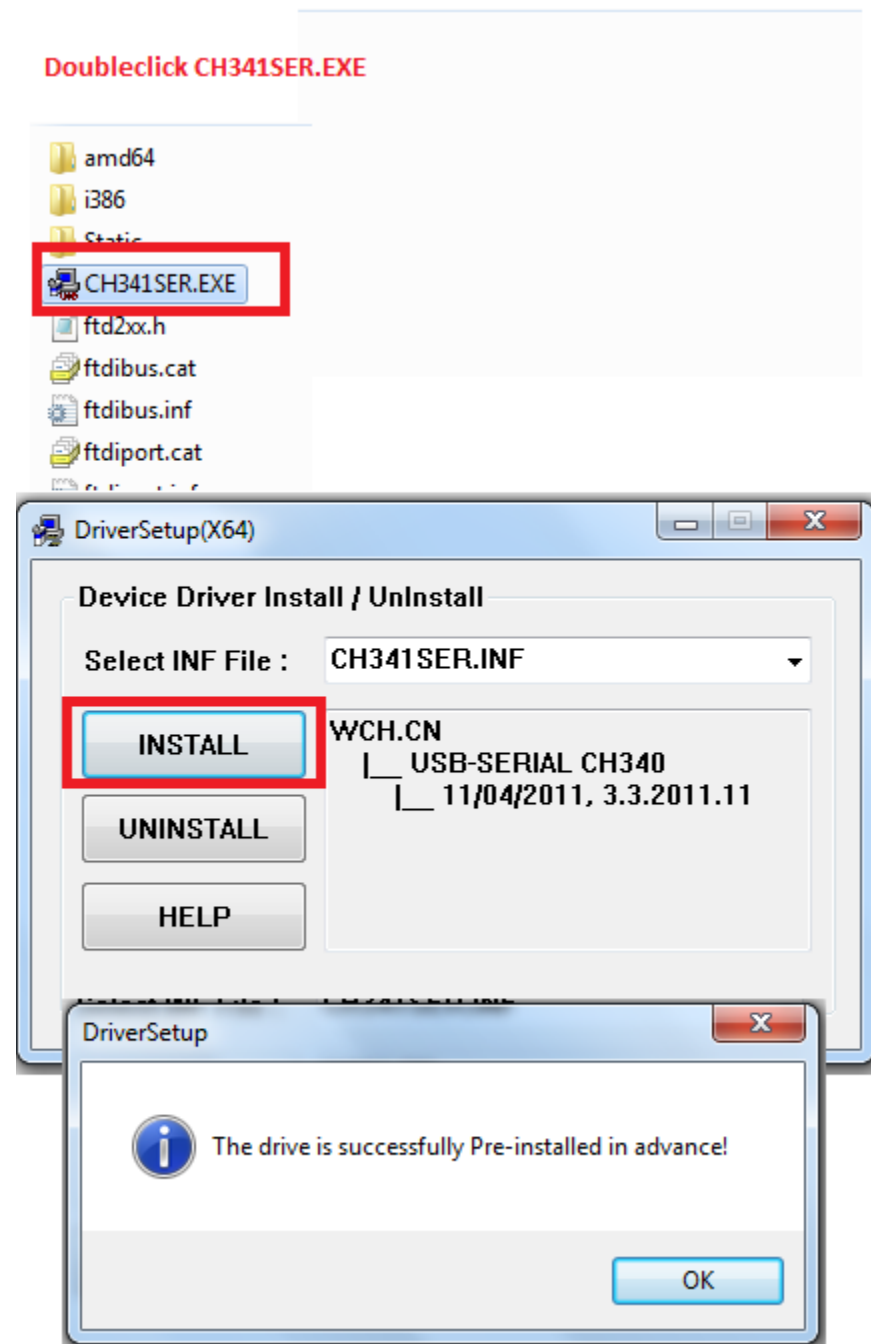 Doubleclick CH341SER.EXE
amd64
i386
Static
CH341SER.EXE
ftd2xx.h
ftdibus.cat
ftdibus.inf
ftdiport.cat
DriverSetup(X64)
Device Driver Install / UnInstall
Select INF File :
CH341SER.INF
INSTALL
WCH.CN
|__ USB-SERIAL CH340
|__ 11/04/2011, 3.3.2011.11
UNINSTALL
HELP
DriverSetup
The drive is successfully Pre-installed in advance!
OK